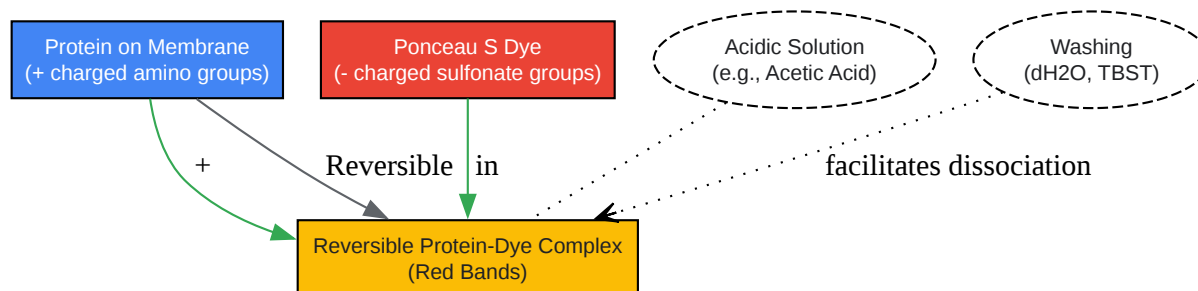 Protein on Membrane
(+ charged amino groups)
Ponceau S Dye
(- charged sulfonate groups)
Acidic Solution
(e.g., Acetic Acid)
Washing
(dH2O, TBST)
+
Reversible
in
facilitates dissociation
Reversible Protein-Dye Complex
(Red Bands)